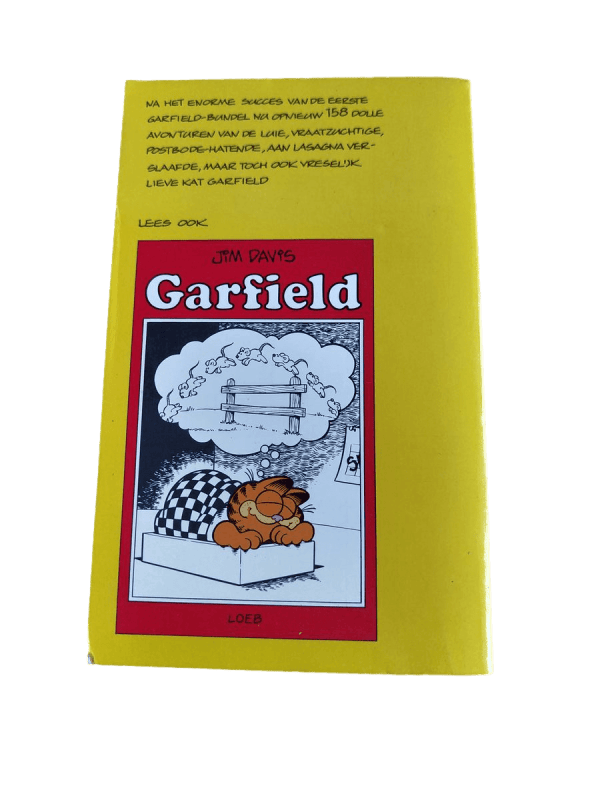 NA HET ENORME SUCCES VAN DE EERSTE
GARFIELD-BUNDEL NU OPNIEUW 158 DOLLE
AVONTUREN VAN DE LUIE, VRAATZUCHTIGE,
POSTBODE-HATENDE, AAN LASAGNA VER-
SLAAFDE, MAAR TOCH OOK VRESELIJK
LIEVE KAT GARFIELD
LEES OOK
JIM DAVIS
Garfield
LOEB